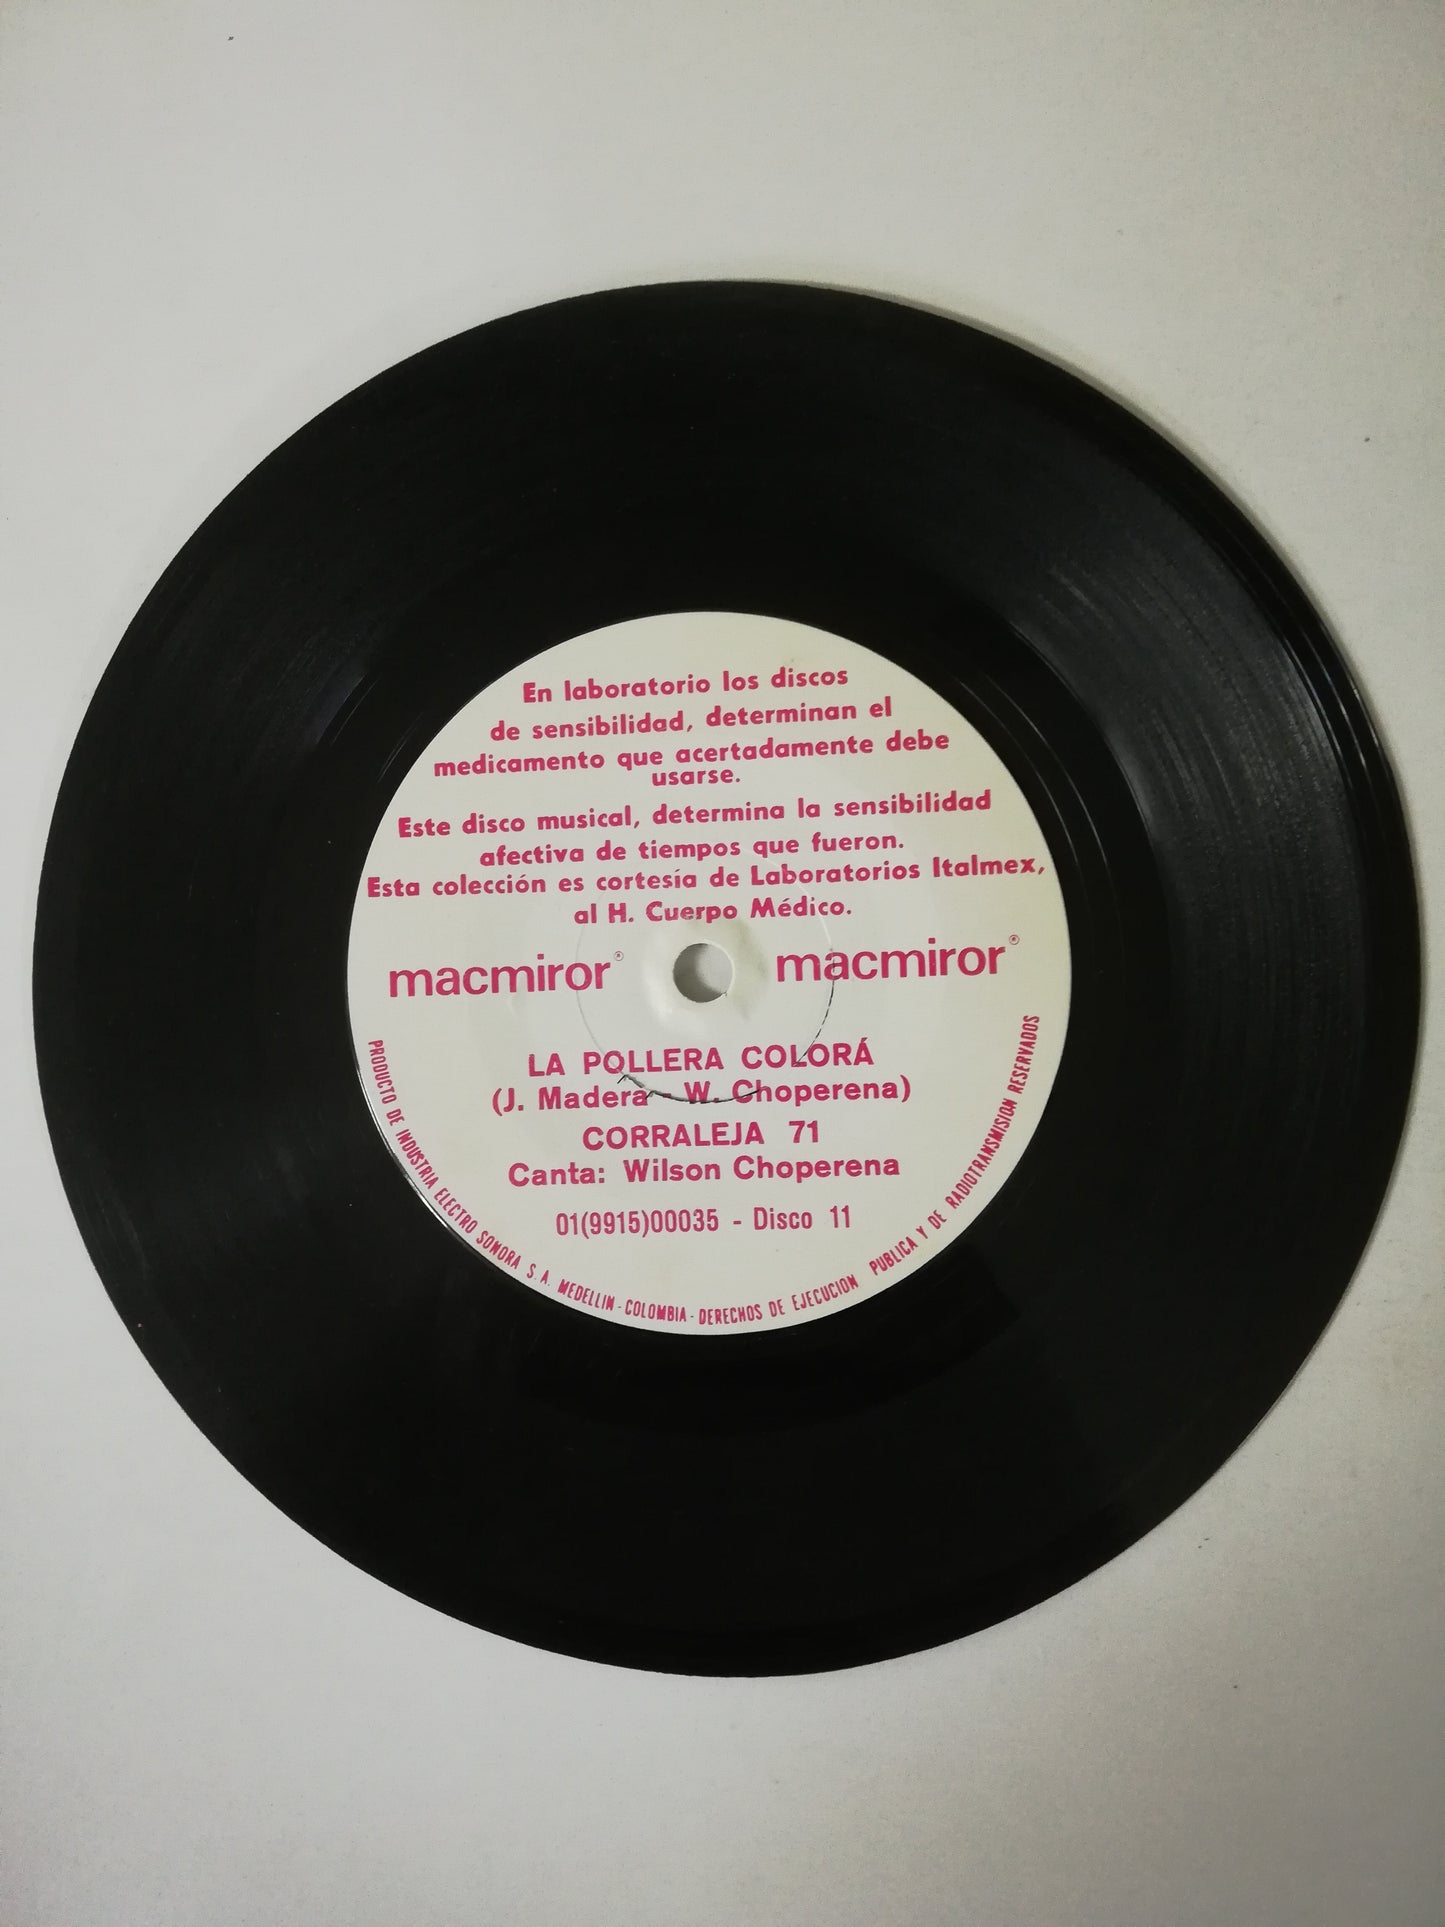 En laboratorio los discos
de sensibilidad, determinan el
medicamento que acertadamente debe
usarse.
Este disco musical, determina la sensibilidad
afectiva de tiempos que fueron.
Esta colección es cortesía de Laboratorios Italmex,
al H. Cuerpo Médico.
macmiror® macmiror®
LA POLLERA COLORÁ
(J. Madera - W. Choperena)
CORRALEJA 71
Canta: Wilson Choperena
01(9915)00035 - Disco 11
PRODUCTO DE INDUSTRIA ELECTRO SONORA S.A. MEDELLIN - COLOMBIA - DERECHOS DE EJECUCION PUBLICA Y DE RADIOTRANSMISION RESERVADOS